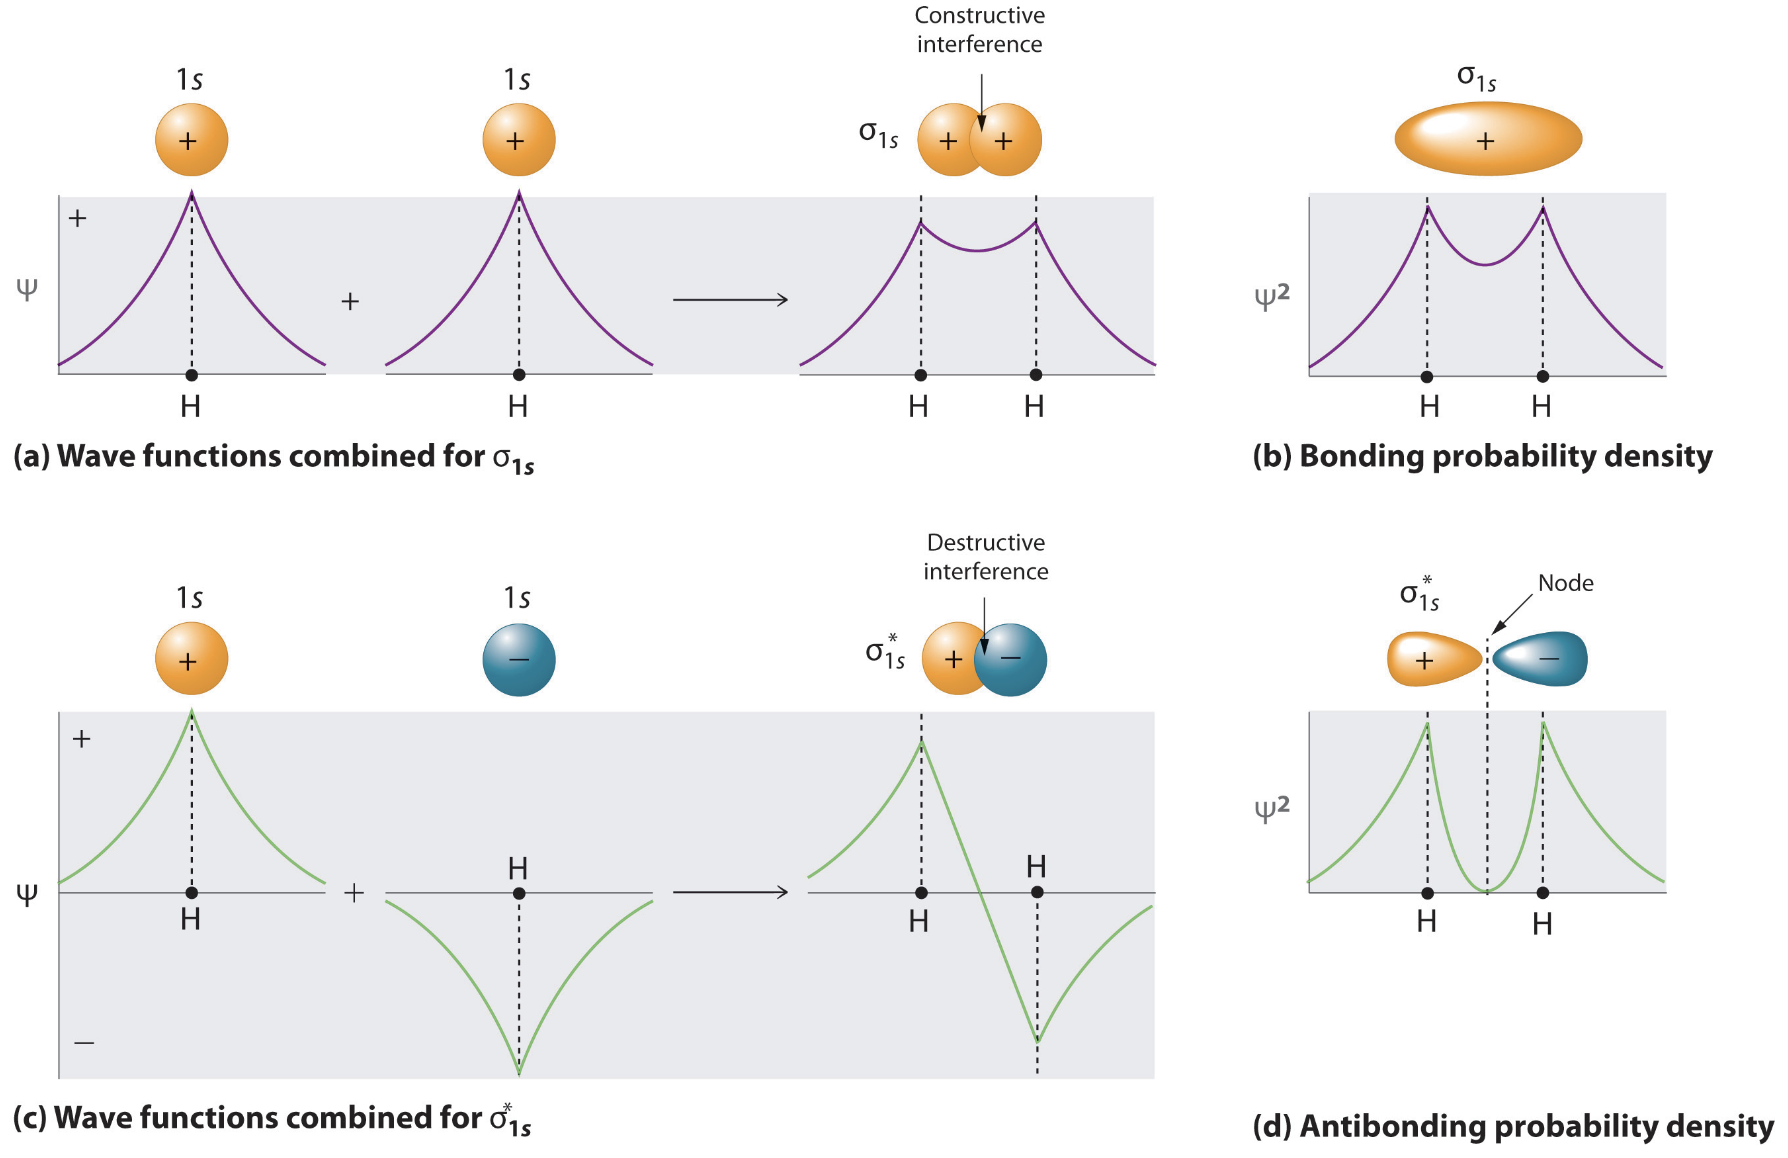 Constructive
interference
1s
1s
σ1s
σ1s
+
+
+
+
+
+
Ψ
+
Ψ²
H
H
H
H
H
H
(a) Wave functions combined for σ1s
(b) Bonding probability density
Destructive
interference
1s
1s
σ*1s
σ*1s
Node
+
−
+
−
+
−
+
Ψ
+
H
H
H
H
Ψ²
H
H
−
(c) Wave functions combined for σ*1s
(d) Antibonding probability density